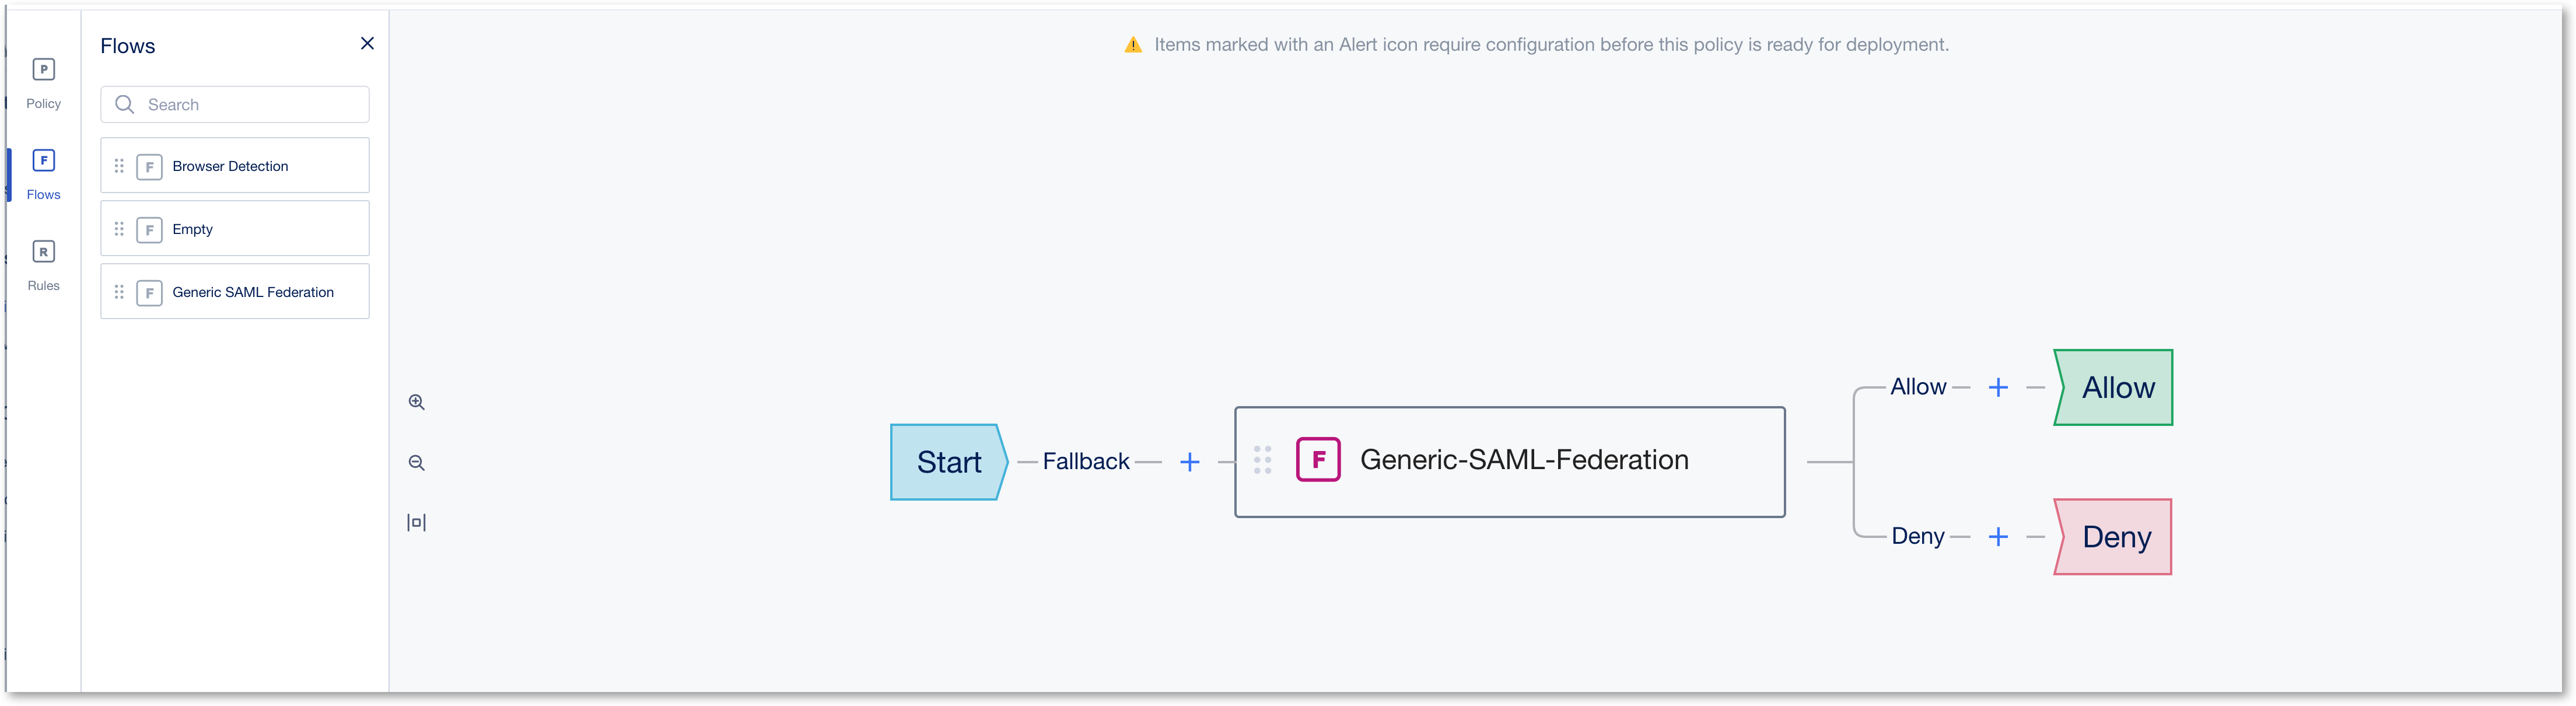 P
Policy
F
Flows
R
Rules
Flows
Search
F Browser Detection
F Empty
F Generic SAML Federation
Items marked with an Alert icon require configuration before this policy is ready for deployment.
Start
Fallback
F Generic-SAML-Federation
Allow
Allow
Deny
Deny